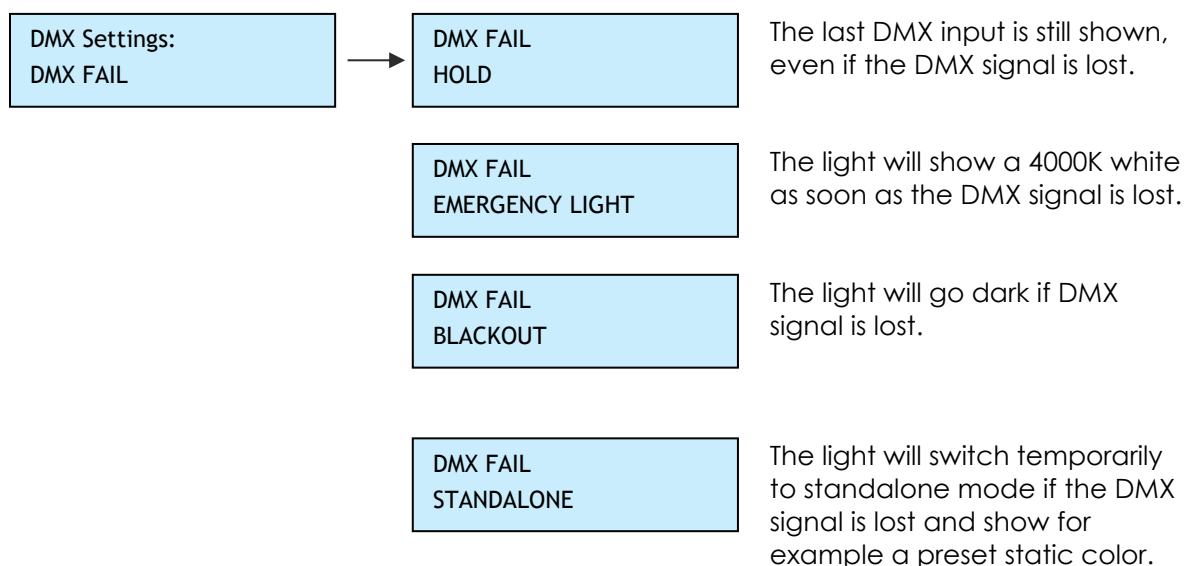 DMX Settings:
DMX FAIL
DMX FAIL
HOLD
The last DMX input is still shown,
even if the DMX signal is lost.
DMX FAIL
EMERGENCY LIGHT
The light will show a 4000K white
as soon as the DMX signal is lost.
DMX FAIL
BLACKOUT
The light will go dark if DMX
signal is lost.
DMX FAIL
STANDALONE
The light will switch temporarily
to standalone mode if the DMX
signal is lost and show for
example a preset static color.